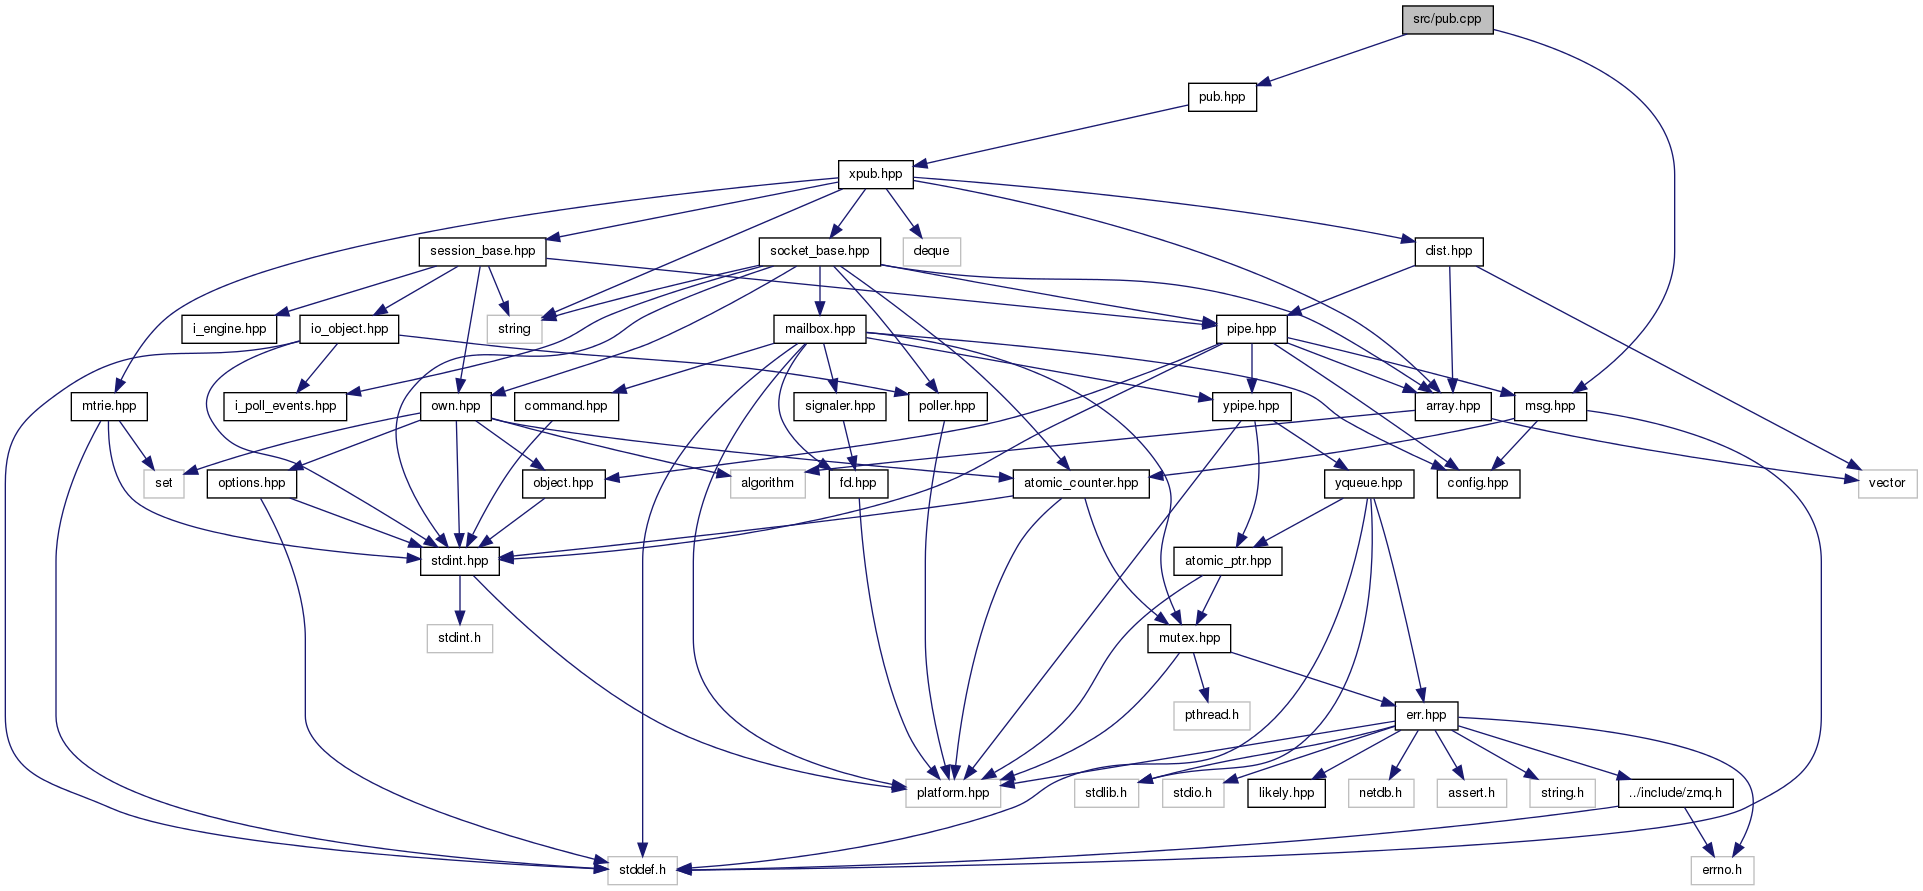 src/pub.cpp
pub.hpp
xpub.hpp
session_base.hpp
socket_base.hpp
deque
dist.hpp
i_engine.hpp
io_object.hpp
string
mailbox.hpp
pipe.hpp
mtrie.hpp
i_poll_events.hpp
own.hpp
command.hpp
signaler.hpp
poller.hpp
ypipe.hpp
array.hpp
msg.hpp
set
options.hpp
object.hpp
algorithm
fd.hpp
atomic_counter.hpp
yqueue.hpp
config.hpp
vector
stdint.hpp
atomic_ptr.hpp
stdint.h
mutex.hpp
pthread.h
err.hpp
platform.hpp
stdlib.h
stdio.h
likely.hpp
netdb.h
assert.h
string.h
../include/zmq.h
stddef.h
errno.h